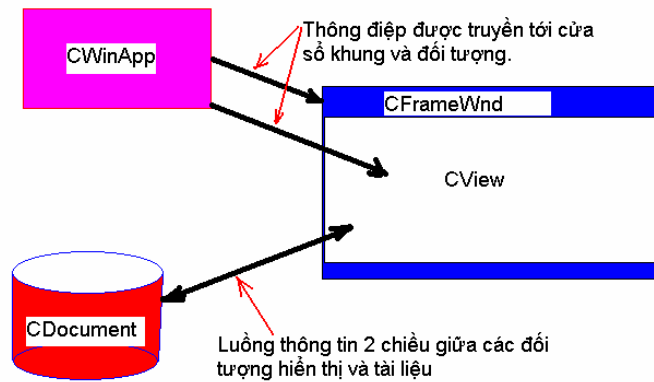 Thông điệp được truyền tới cửa
sổ khung và đối tượng.
CWinApp
CFrameWnd
CView
CDocument
Luồng thông tin 2 chiều giữa các đối
tượng hiển thị và tài liệu